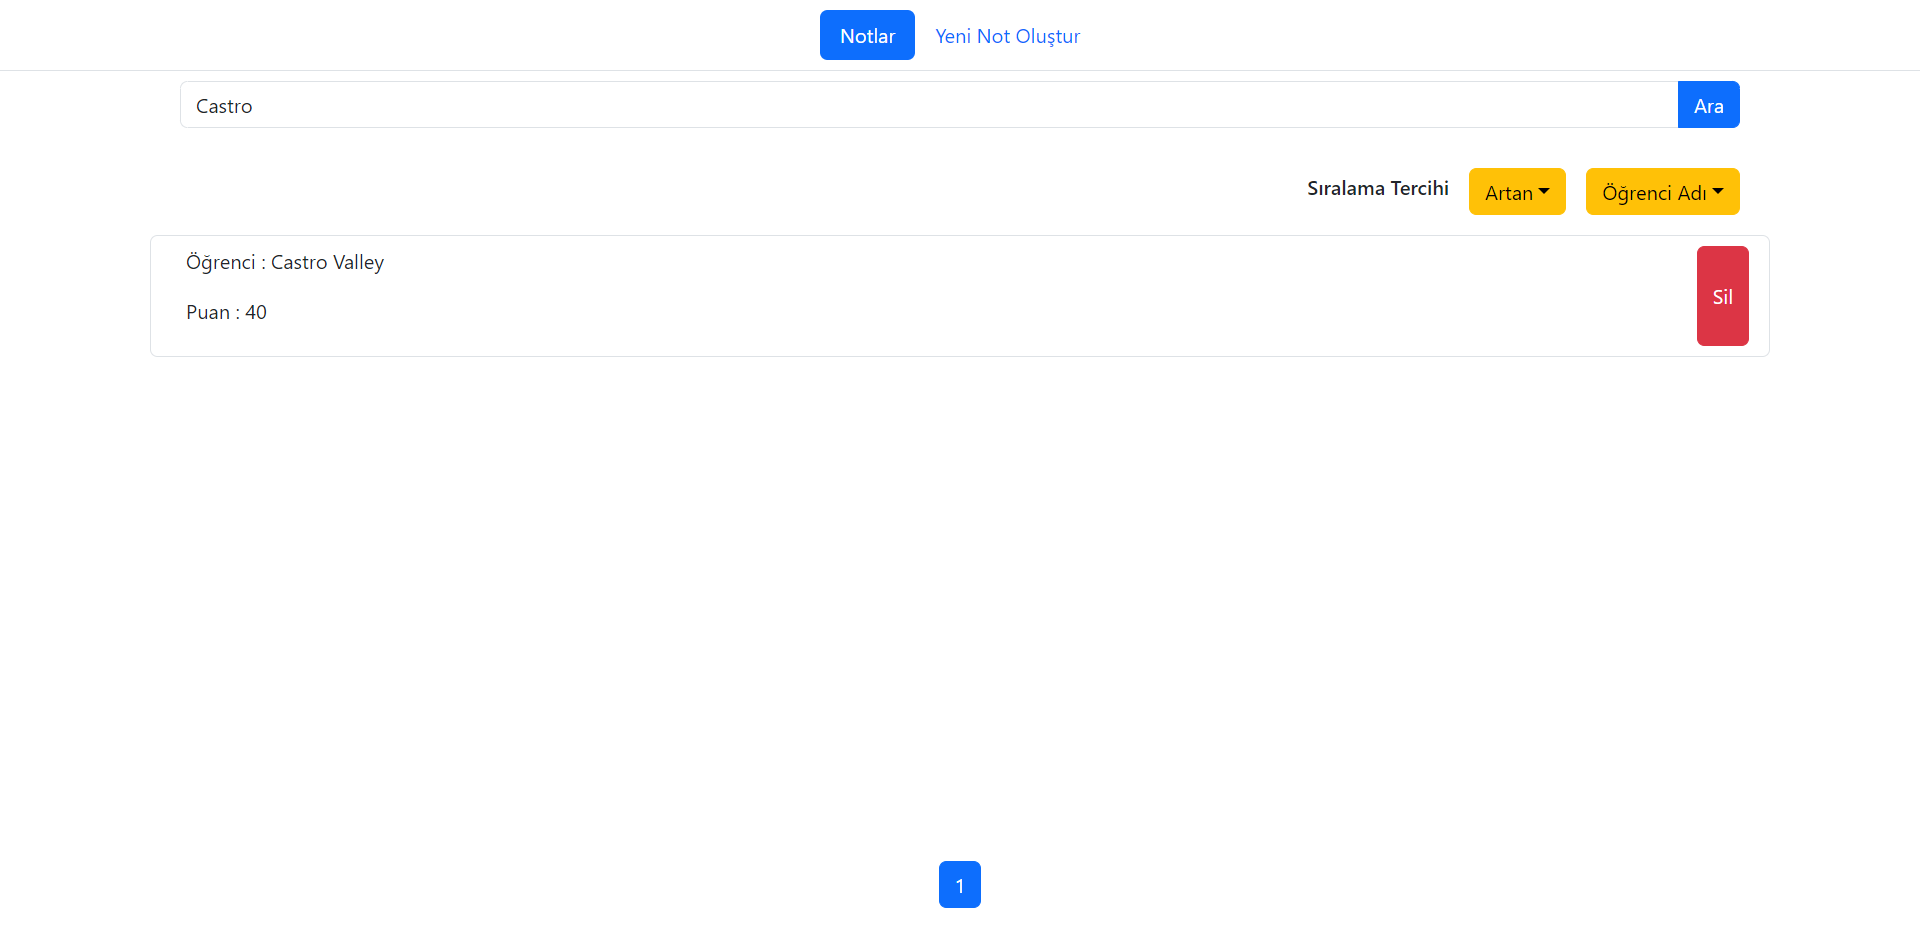 Notlar Yeni Not Oluştur
Castro Ara
Sıralama Tercihi Artan Öğrenci Adı
Öğrenci : Castro Valley
Puan : 40
Sil
1